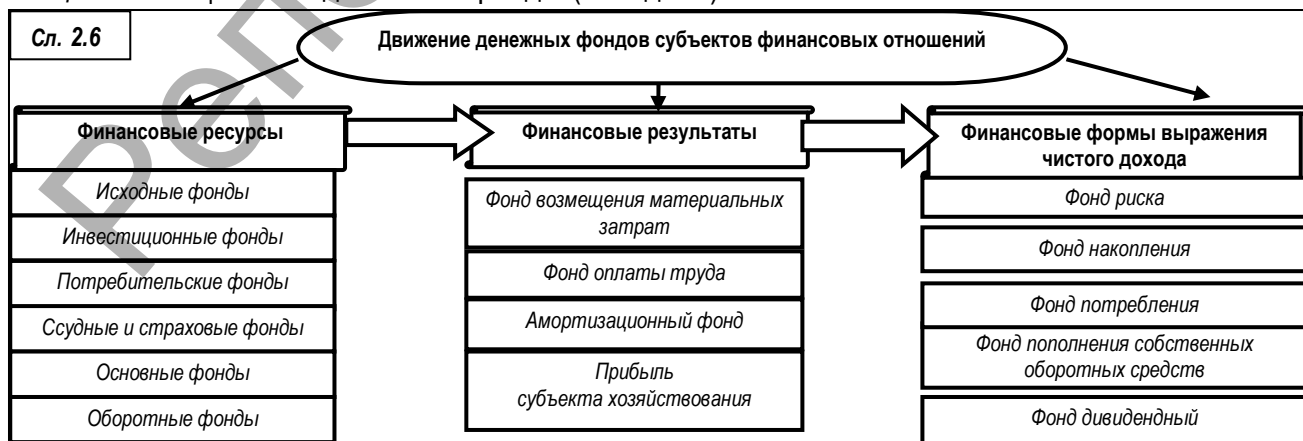 Сл. 2.6
Движение денежных фондов субъектов финансовых отношений
Финансовые ресурсы
Исходные фонды
Инвестиционные фонды
Потребительские фонды
Ссудные и страховые фонды
Основные фонды
Оборотные фонды
Финансовые результаты
Фонд возмещения материальных
затрат
Фонд оплаты труда
Амортизационный фонд
Прибыль
субъекта хозяйствования
Финансовые формы выражения
чистого дохода
Фонд риска
Фонд накопления
Фонд потребления
Фонд пополнения собственных
оборотных средств
Фонд дивидендный